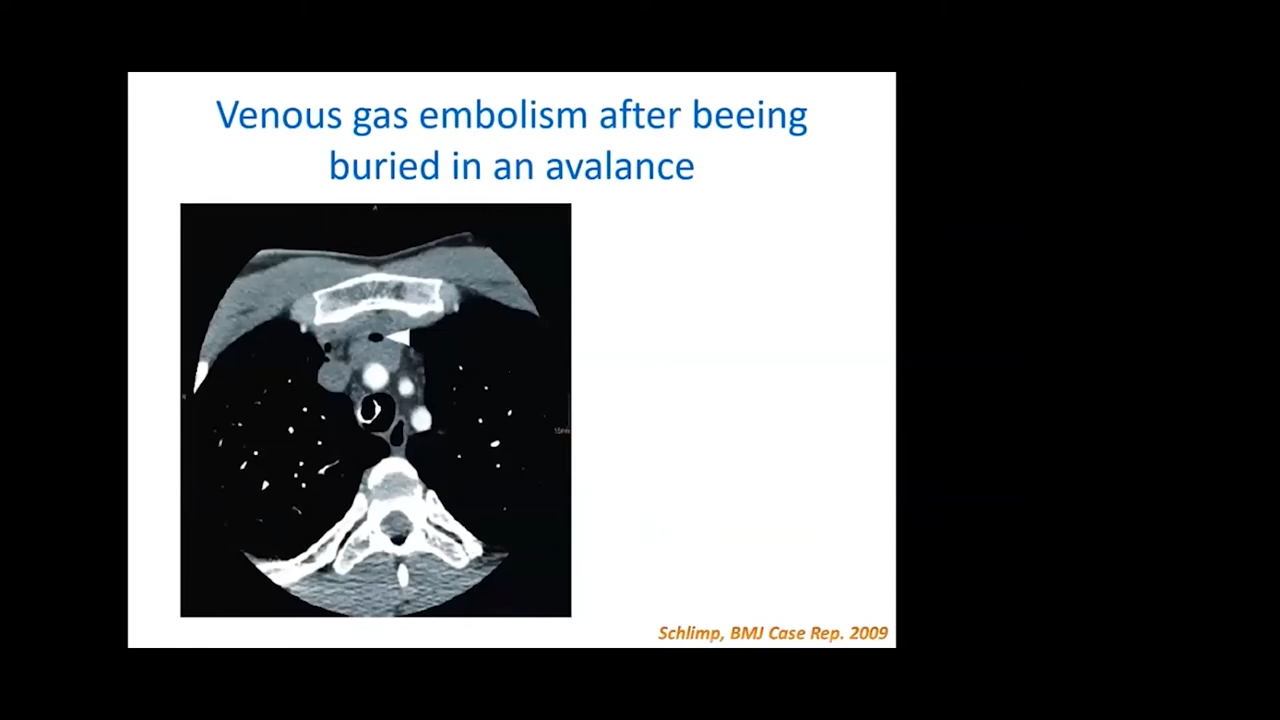 Venous gas embolism after beeing
buried in an avalance
A
Schlimp, BMJ Case Rep. 2009